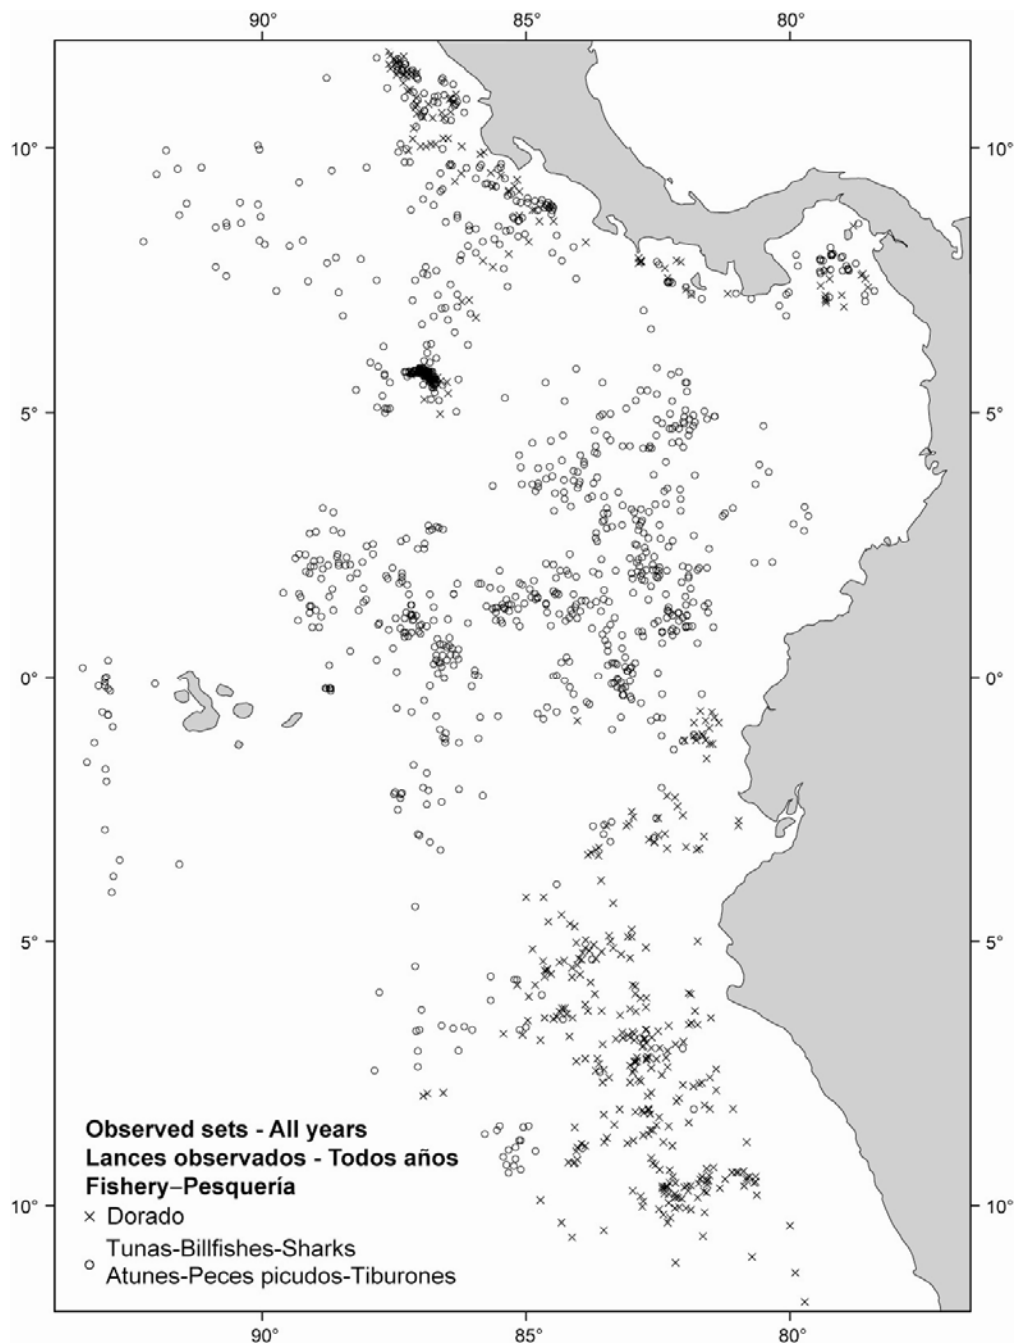 90° 85° 80°
10° 10°
5° 5°
0° 0°
5° 5°
Observed sets - All years
Lances observados - Todos años
Fishery–Pesquería
× Dorado
10° 10°
Tunas-Billfishes-Sharks
○ Atunes-Peces picudos-Tiburones
90° 85° 80°